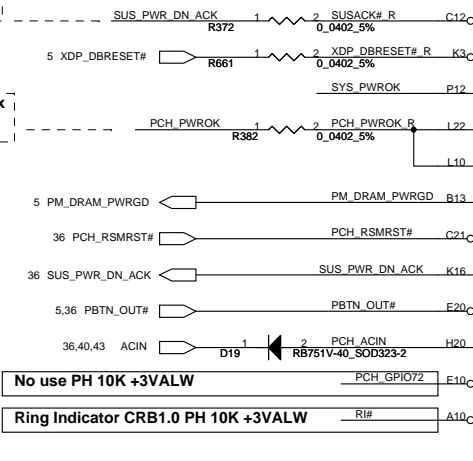 SUS_PWR_DN_ACK 1 2 SUSACK#_R C12
R372 0_0402_5%
5 XDP_DBRESET# 1 2 XDP_DBRESET#_R K3
R661 0_0402_5%
SYS_PWROK P12
x
PCH_PWROK 1 2 PCH_PWROK_R L22
R382 0_0402_5%
L10
5 PM_DRAM_PWRGD PM_DRAM_PWRGD B13
36 PCH_RSMRST# PCH_RSMRST# C21
36 SUS_PWR_DN_ACK SUS_PWR_DN_ACK K16
5,36 PBTN_OUT# PBTN_OUT# E20
36,40,43 ACIN 1 2 PCH_ACIN H20
D19 RB751V-40_SOD323-2
No use PH 10K +3VALW PCH_GPIO72 E10
Ring Indicator CRB1.0 PH 10K +3VALW RI# A10